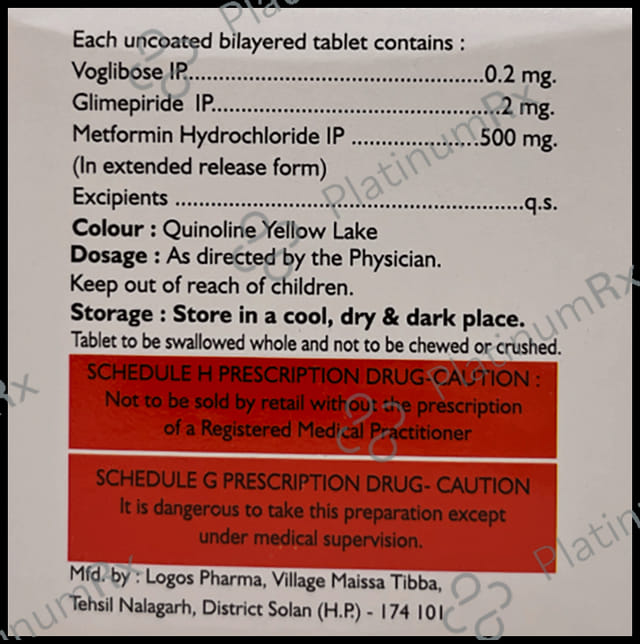 Each uncoated bilayered tablet contains :
Voglibose IP.................................................0.2 mg.
Glimepiride IP................................................2 mg.
Metformin Hydrochloride IP .....................500 mg.
(In extended release form)
Excipients ..........................................................q.s.
Colour : Quinoline Yellow Lake
Dosage : As directed by the Physician.
Keep out of reach of children.
Storage : Store in a cool, dry & dark place.
Tablet to be swallowed whole and not to be chewed or crushed.
SCHEDULE H PRESCRIPTION DRUG-CAUTION :
Not to be sold by retail without the prescription
of a Registered Medical Practitioner
SCHEDULE G PRESCRIPTION DRUG- CAUTION
It is dangerous to take this preparation except
under medical supervision.
Mfd. by : Logos Pharma, Village Maissa Tibba,
Tehsil Nalagarh, District Solan (H.P.) - 174 101
PlatinumRx
PlatinumRx
PlatinumRx